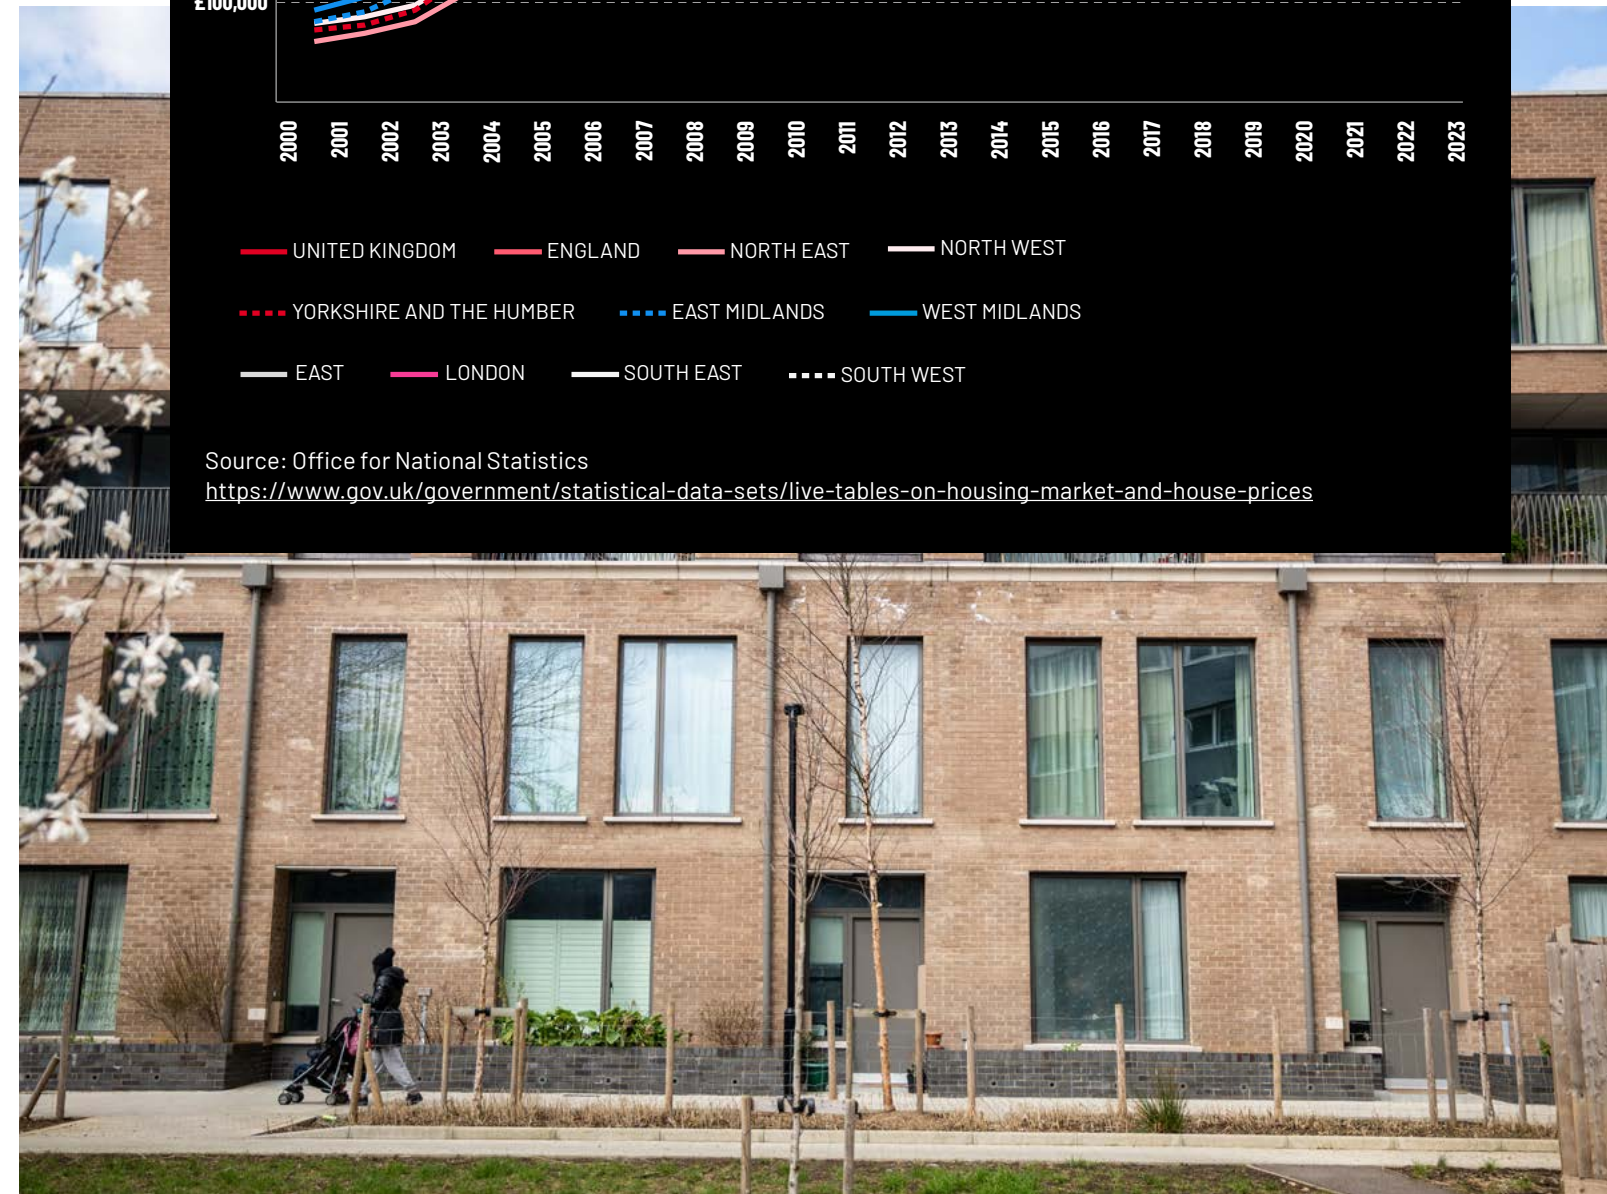 £100,000
2000 2001 2002 2003 2004 2005 2006 2007 2008 2009 2010 2011 2012 2013 2014 2015 2016 2017 2018 2019 2020 2021 2022 2023
UNITED KINGDOM ENGLAND NORTH EAST NORTH WEST
YORKSHIRE AND THE HUMBER EAST MIDLANDS WEST MIDLANDS
EAST LONDON SOUTH EAST SOUTH WEST
Source: Office for National Statistics
https://www.gov.uk/government/statistical-data-sets/live-tables-on-housing-market-and-house-prices